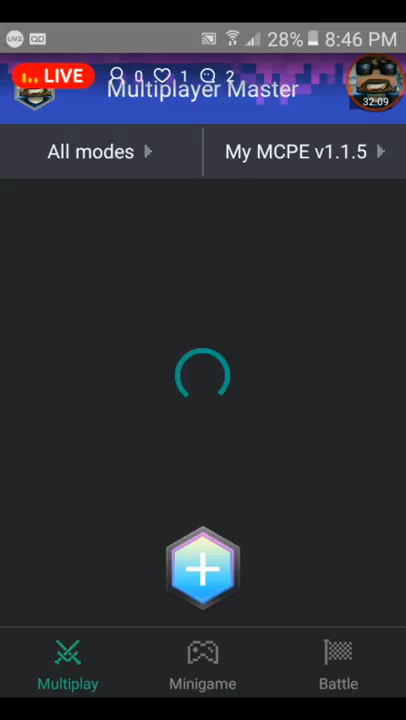 LIVE 28% 8:46 PM
LIVE 0 1 2
Multiplayer Master
32:09
All modes My MCPE v1.1.5
Multiplay Minigame Battle